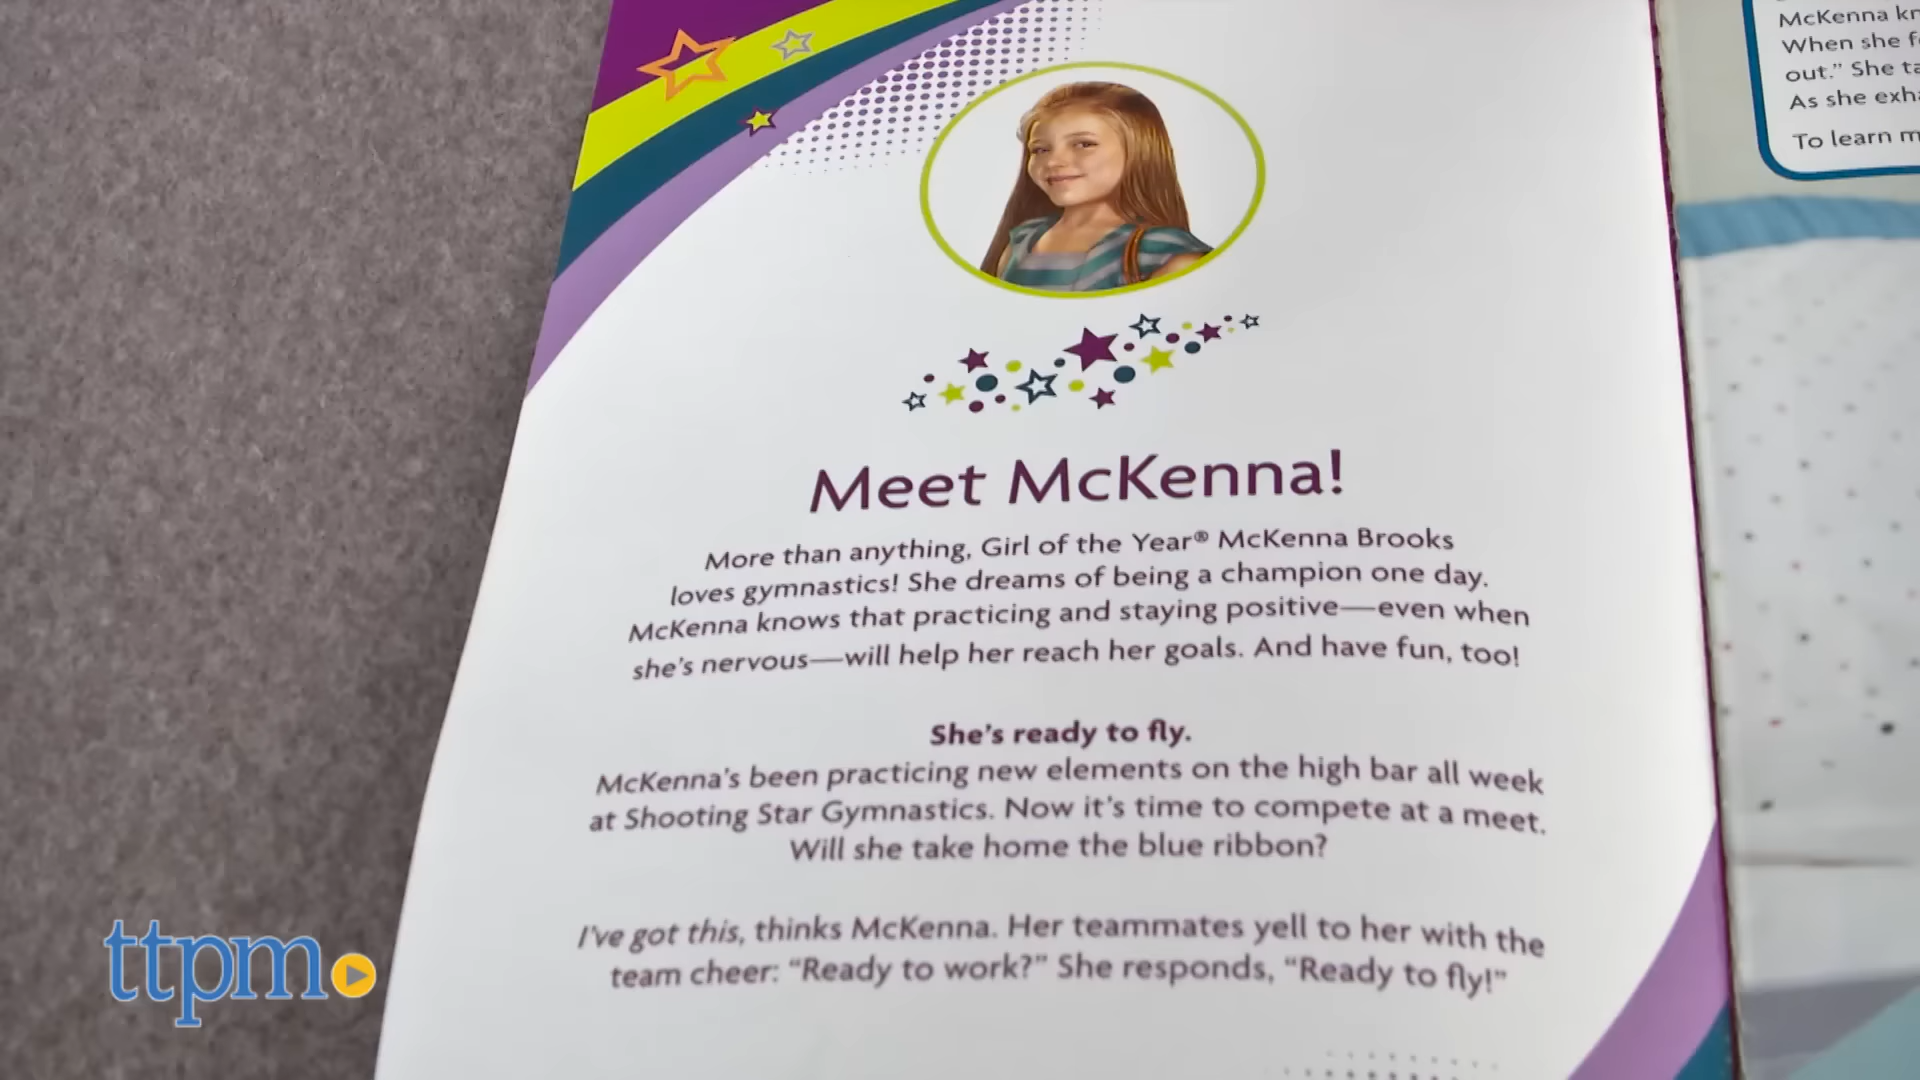 Meet McKenna!
More than anything, Girl of the Year® McKenna Brooks
loves gymnastics! She dreams of being a champion one day.
McKenna knows that practicing and staying positive—even when
she's nervous—will help her reach her goals. And have fun, too!
She's ready to fly.
McKenna's been practicing new elements on the high bar all week
at Shooting Star Gymnastics. Now it's time to compete at a meet.
Will she take home the blue ribbon?
I've got this, thinks McKenna. Her teammates yell to her with the
team cheer: “Ready to work?” She responds, “Ready to fly!”
McKenna
When she
out.” She
As she
To learn
ttpm